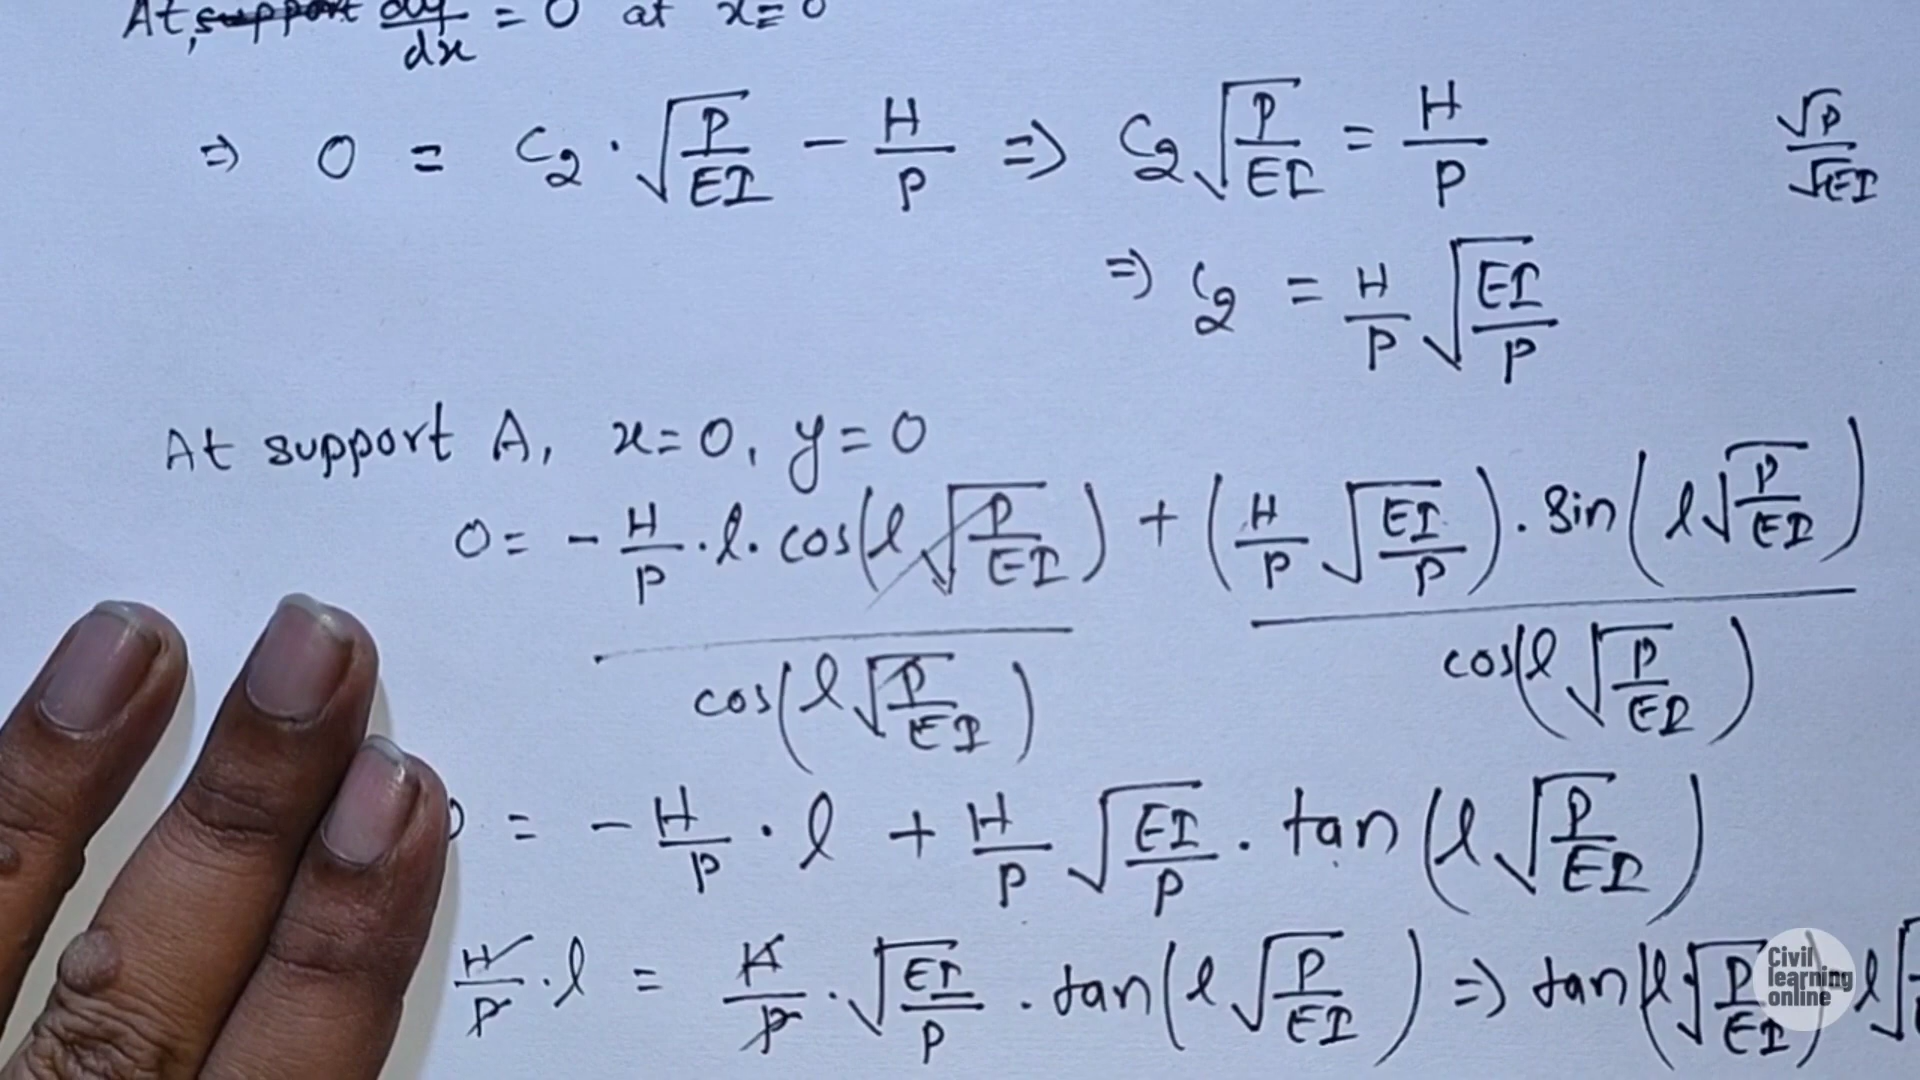 At, support dy/dx = 0 at x=0
⇒ 0 = C₂ · √(P/EI) − H/P ⇒ C₂ √(P/EI) = H/P
√P/√EI
⇒ C₂ = H/P √(EI/P)
At support A, x=0, y=0
0 = − H/P · l · cos(l √(P/EI)) + (H/P √(EI/P)) · sin(l √(P/EI))
cos(l √(P/EI)) cos(l √(P/EI))
0 = − H/P · l + H/P √(EI/P) · tan(l √(P/EI))
H/P · l = H/P · √(EI/P) · tan(l √(P/EI)) ⇒ tan(l √(P/EI)) l √
Civil
learning
online